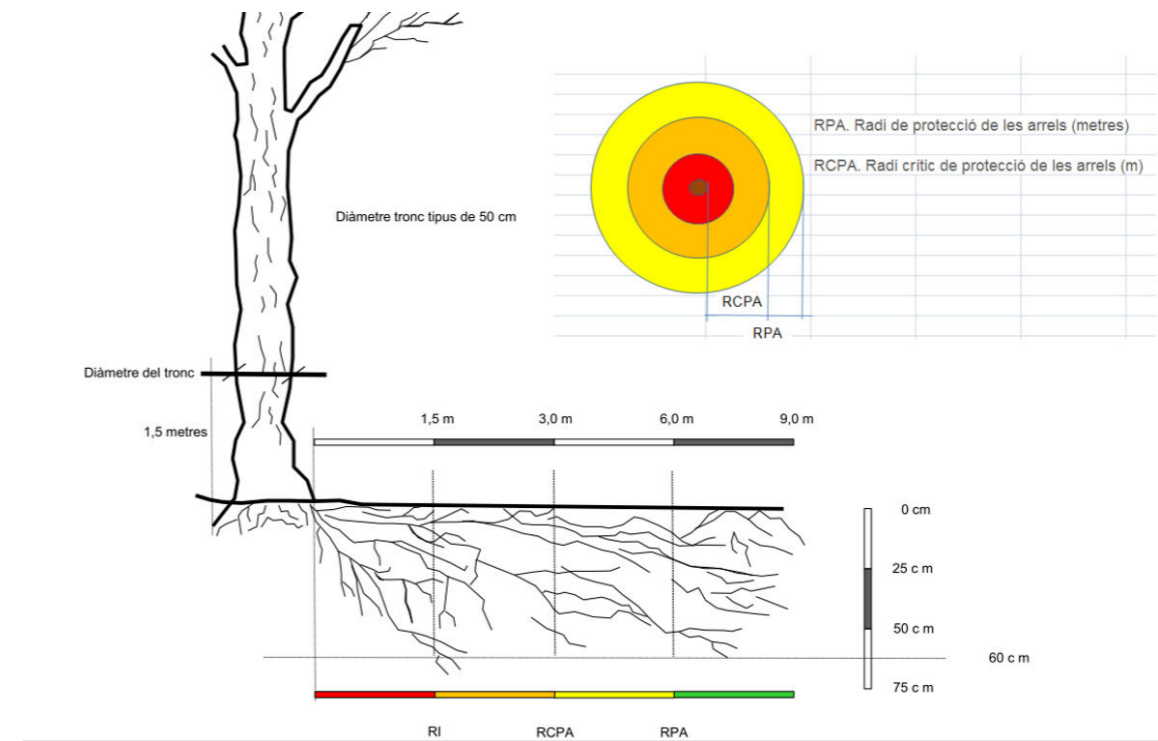 RPA. Radi de protecció de les arrels (metres)
RCPA. Radi crític de protecció de les arrels (m)
Diàmetre tronc tipus de 50 cm
RCPA
RPA
Diàmetre del tronc
1,5 metres
1,5 m 3,0 m 6,0 m 9,0 m
0 cm
25 c m
50 c m
60 c m
75 c m
RI RCPA RPA